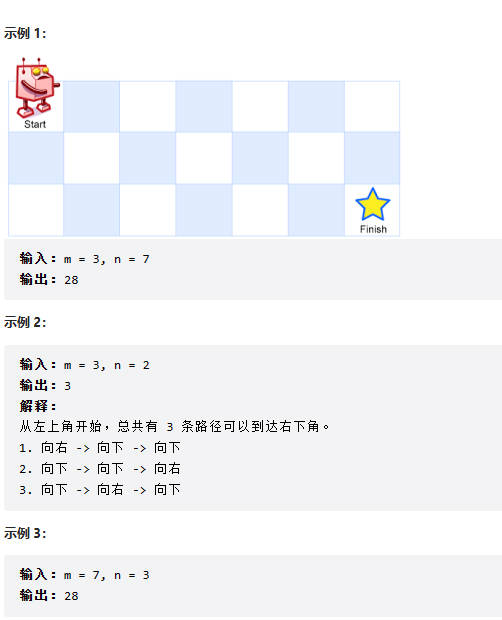 示例 1：
Start
Finish
输入：m = 3, n = 7
输出：28
示例 2：
输入：m = 3, n = 2
输出：3
解释：
从左上角开始，总共有 3 条路径可以到达右下角。
1. 向右 -> 向下 -> 向下
2. 向下 -> 向下 -> 向右
3. 向下 -> 向右 -> 向下
示例 3：
输入：m = 7, n = 3
输出：28